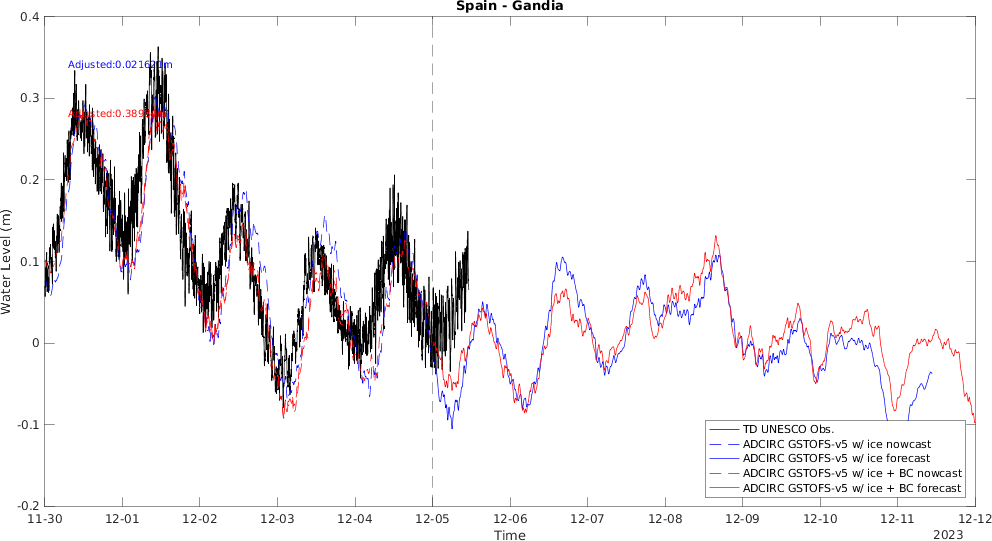 Spain - Gandia
0.4
0.3
0.2
0.1
0
-0.1
-0.2
Water Level (m)
Adjusted:0.021621m
TD UNESCO Obs.
ADCIRC GSTOFS-v5 w/ ice nowcast
ADCIRC GSTOFS-v5 w/ ice forecast
ADCIRC GSTOFS-v5 w/ ice + BC nowcast
ADCIRC GSTOFS-v5 w/ ice + BC forecast
11-30 12-01 12-02 12-03 12-04 12-05 12-06 12-07 12-08 12-09 12-10 12-11 12-12
Time
2023